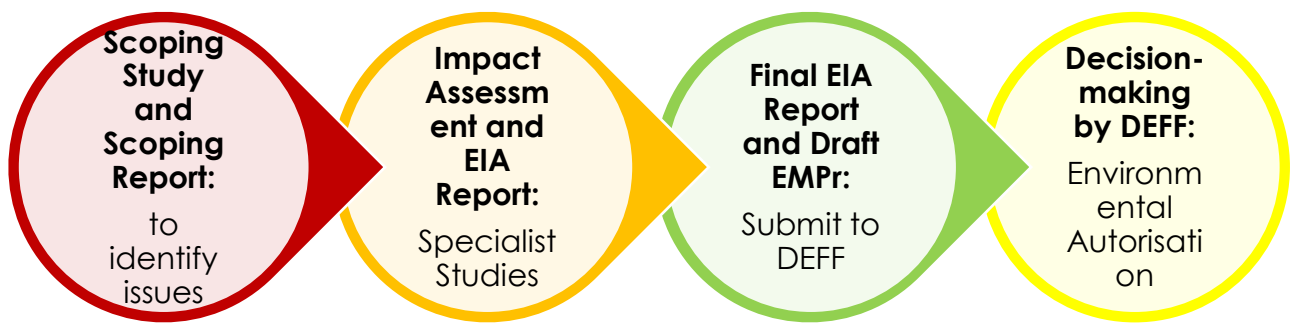 Scoping
Study
and
Scoping
Report:
to
identify
issues
Impact
Assessm
ent and
EIA
Report:
Specialist
Studies
Final EIA
Report
and Draft
EMPr:
Submit to
DEFF
Decision-
making
by DEFF:
Environm
ental
Autorisati
on